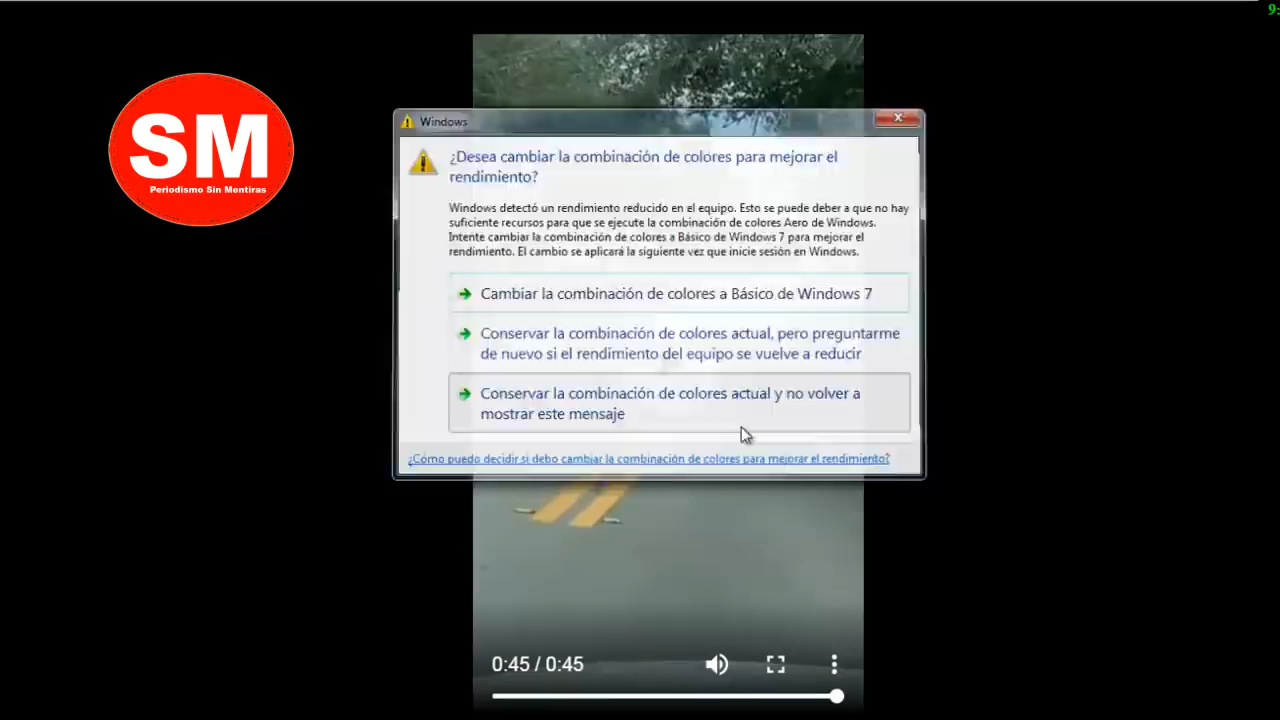 9:
SM
Periodismo Sin Mentiras
Windows
¿Desea cambiar la combinación de colores para mejorar el
rendimiento?
Windows detectó un rendimiento reducido en el equipo. Esto se puede deber a que no hay
suficiente recursos para que se ejecute la combinación de colores Aero de Windows.
Intente cambiar la combinación de colores a Básico de Windows 7 para mejorar el
rendimiento. El cambio se aplicará la siguiente vez que inicie sesión en Windows.
Cambiar la combinación de colores a Básico de Windows 7
Conservar la combinación de colores actual, pero preguntarme
de nuevo si el rendimiento del equipo se vuelve a reducir
Conservar la combinación de colores actual y no volver a
mostrar este mensaje
¿Cómo puedo decidir si debo cambiar la combinación de colores para mejorar el rendimiento?
0:45 / 0:45